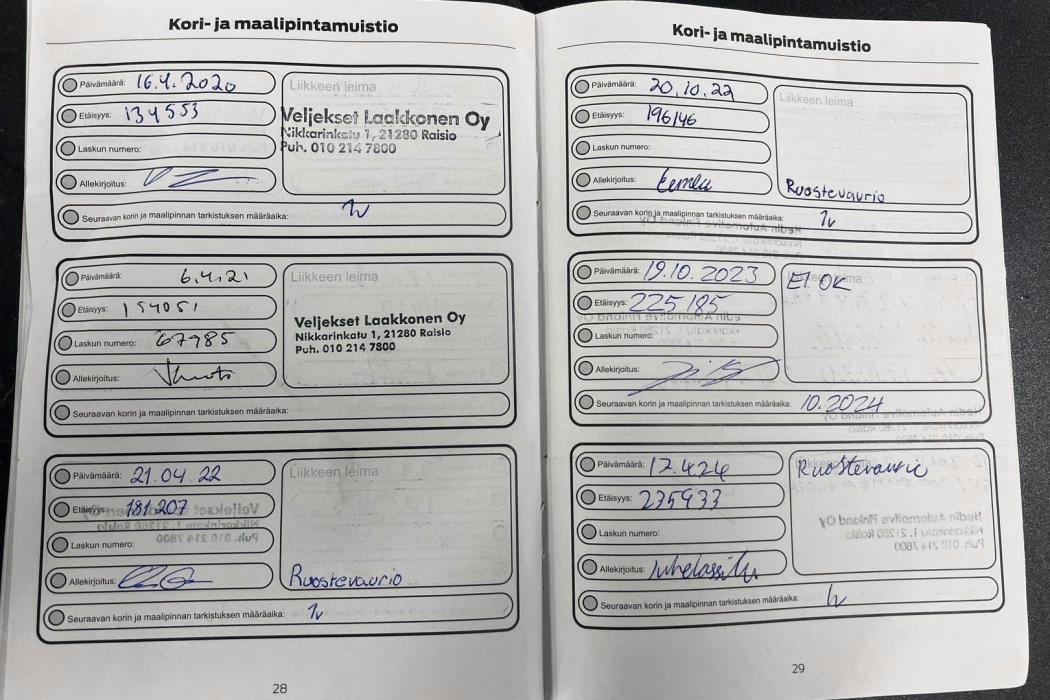 Kori- ja maalipintamuistio
Päivämäärä: 16.4.2020
Etäisyys: 134553
Laskun numero:
Allekirjoitus:
Liikkeen leima
Veljekset Laakkonen Oy
Nikkarinkatu 1, 21280 Raisio
Puh. 010 214 7800
Seuraavan korin ja maalipinnan tarkistuksen määräaika: 1v
Päivämäärä: 6.4.21
Etäisyys: 154051
Laskun numero: 67985
Allekirjoitus:
Liikkeen leima
Veljekset Laakkonen Oy
Nikkarinkatu 1, 21280 Raisio
Puh. 010 214 7800
Seuraavan korin ja maalipinnan tarkistuksen määräaika:
Päivämäärä: 21.04.22
Etäisyys: 181207
Laskun numero:
Allekirjoitus:
Liikkeen leima
Ruostevaurio
Seuraavan korin ja maalipinnan tarkistuksen määräaika: 1v
28
Kori- ja maalipintamuistio
Päivämäärä: 20.10.22
Etäisyys: 196146
Laskun numero:
Allekirjoitus:
Liikkeen leima
Ruostevaurio
Seuraavan korin ja maalipinnan tarkistuksen määräaika: 1v
Päivämäärä: 19.10.2023
Etäisyys: 225185
Laskun numero:
Allekirjoitus:
Liikkeen leima
EI OK
Seuraavan korin ja maalipinnan tarkistuksen määräaika: 10.2024
Päivämäärä: 17.4.24
Etäisyys: 235933
Laskun numero:
Allekirjoitus:
Liikkeen leima
Ruostevaurio
Seuraavan korin ja maalipinnan tarkistuksen määräaika: 1v
29